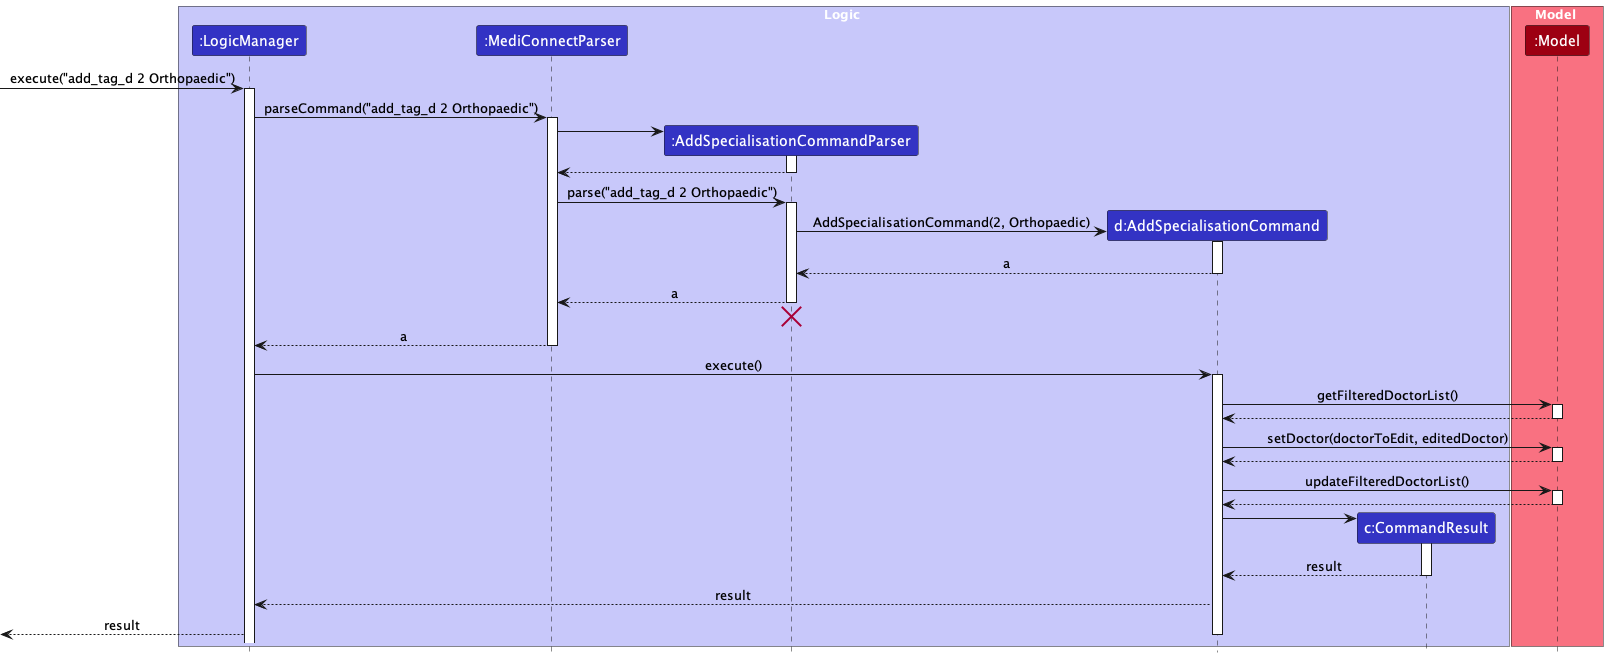 Logic
Model
:LogicManager
:MediConnectParser
:Model
execute("add_tag_d 2 Orthopaedic")
parseCommand("add_tag_d 2 Orthopaedic")
:AddSpecialisationCommandParser
parse("add_tag_d 2 Orthopaedic")
AddSpecialisationCommand(2, Orthopaedic)
d:AddSpecialisationCommand
a
a
a
execute()
getFilteredDoctorList()
setDoctor(doctorToEdit, editedDoctor)
updateFilteredDoctorList()
c:CommandResult
result
result
result